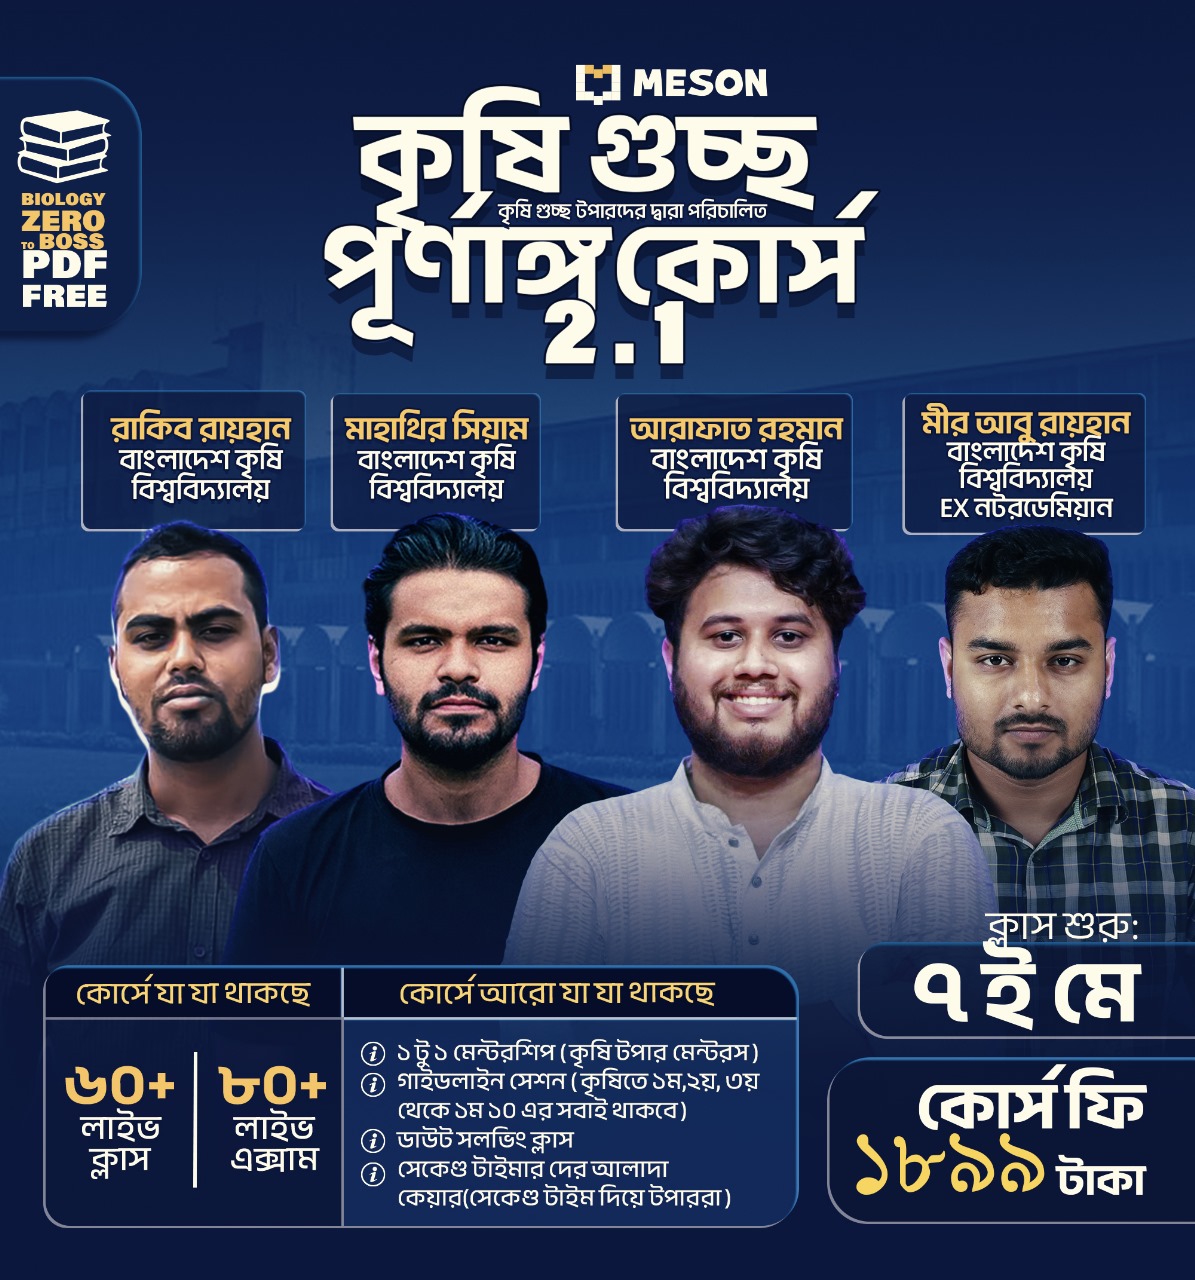 MESON
কৃষি গুচ্ছ
কৃষি গুচ্ছ টপারদের দ্বারা পরিচালিত
পূর্ণাঙ্গ কোর্স
2.1
BIOLOGY
ZERO
TO BOSS
PDF
FREE
রাকিব রায়হান
বাংলাদেশ কৃষি
বিশ্ববিদ্যালয়
মাহাথির সিয়াম
বাংলাদেশ কৃষি
বিশ্ববিদ্যালয়
আরাফাত রহমান
বাংলাদেশ কৃষি
বিশ্ববিদ্যালয়
মীর আবু রায়হান
বাংলাদেশ কৃষি
বিশ্ববিদ্যালয়
EX নটরডেমিয়ান
ক্লাস শুরু:
৭ই মে
কোর্সে যা যা থাকছে
৬০+
লাইভ
ক্লাস
৮০+
লাইভ
এক্সাম
কোর্সে আরো যা যা থাকছে
১ টু ১ মেন্টরশিপ ( কৃষি টপার মেন্টরস )
গাইডলাইন সেশন ( কৃষিতে ১ম,২য়, ৩য়
থেকে ১ম ১০ এর সবাই থাকবে )
ডাউট সলভিং ক্লাস
সেকেণ্ড টাইমার দের আলাদা
কেয়ার(সেকেণ্ড টাইম দিয়ে টপাররা )
কোর্স ফি
১৮৯৯ টাকা